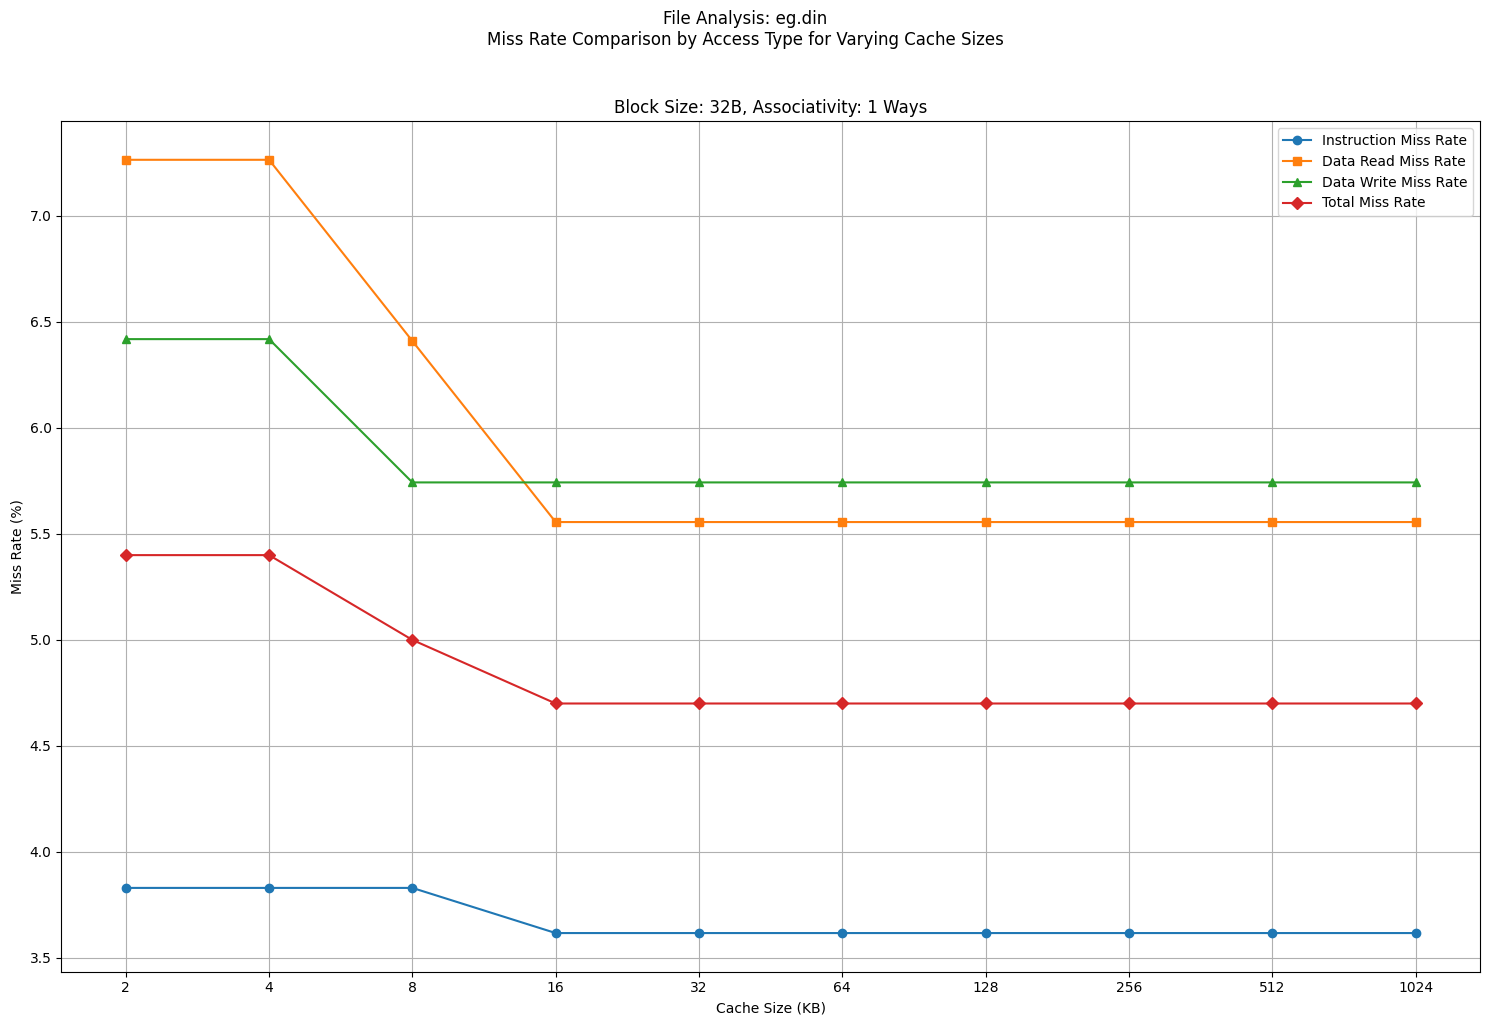 File Analysis: eg.din
Miss Rate Comparison by Access Type for Varying Cache Sizes
Block Size: 32B, Associativity: 1 Ways
Instruction Miss Rate
Data Read Miss Rate
Data Write Miss Rate
Total Miss Rate
Miss Rate (%)
7.0
6.5
6.0
5.5
5.0
4.5
4.0
3.5
2 4 8 16 32 64 128 256 512 1024
Cache Size (KB)